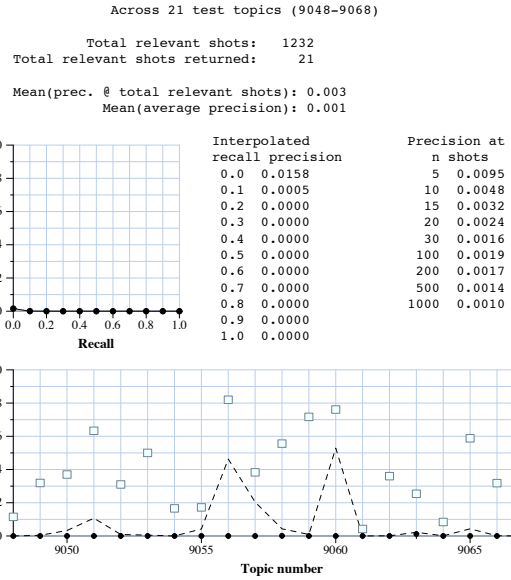 Across 21 test topics (9048-9068)
Total relevant shots: 1232
Total relevant shots returned: 21
Mean(prec. @ total relevant shots): 0.003
Mean(average precision): 0.001
Interpolated
recall precision
0.0 0.0158
0.1 0.0005
0.2 0.0000
0.3 0.0000
0.4 0.0000
0.5 0.0000
0.6 0.0000
0.7 0.0000
0.8 0.0000
0.9 0.0000
1.0 0.0000
Precision at
n shots
5 0.0095
10 0.0048
15 0.0032
20 0.0024
30 0.0016
100 0.0019
200 0.0017
500 0.0014
1000 0.0010
0.0 0.2 0.4 0.6 0.8 1.0
Recall
9050 9055 9060 9065
Topic number